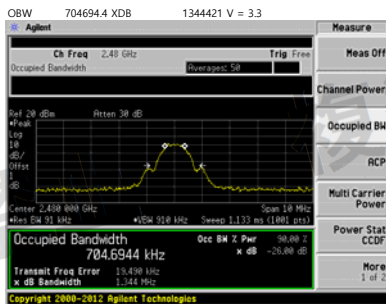 OBW 704694.4 XDB 1344421 V = 3.3
Agilent
Measure
Ch Freq 2.48 GHz Trig Free
Occupied Bandwidth Averages: 50
Meas Off
Channel Power
Occupied BW
ACP
Multi Carrier
Power
Power Stat
CCDF
More
1 of 2
Ref 20 dBm Atten 30 dB
#Peak
Log
10
dB/
Offst
1
dB
Center 2.480 000 GHz Span 10 MHz
#Res BW 91 kHz #VBW 910 kHz Sweep 1.133 ms (1001 pts)
Occupied Bandwidth Occ BW % Pwr 90.00 %
704.6944 kHz x dB -26.00 dB
Transmit Freq Error 19.490 kHz
x dB Bandwidth 1.344 MHz
Copyright 2000-2012 Agilent Technologies